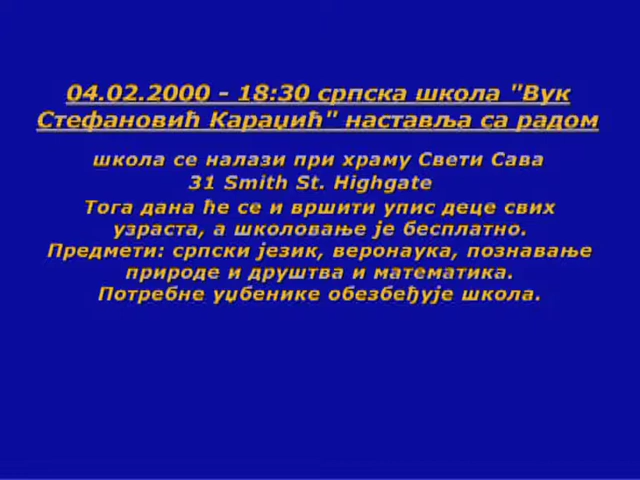 04.02.2000 - 18:30 српска школа "Вук
Стефановић Караџић" наставља са радом
школа се налази при храму Свети Сава
31 Smith St. Highgate
Тога дана ће се и вршити упис деце свих
узраста, а школовање је бесплатно.
Предмети: српски језик, веронаука, познавање
природе и друштва и математика.
Потребне уџбенике обезбеђује школа.